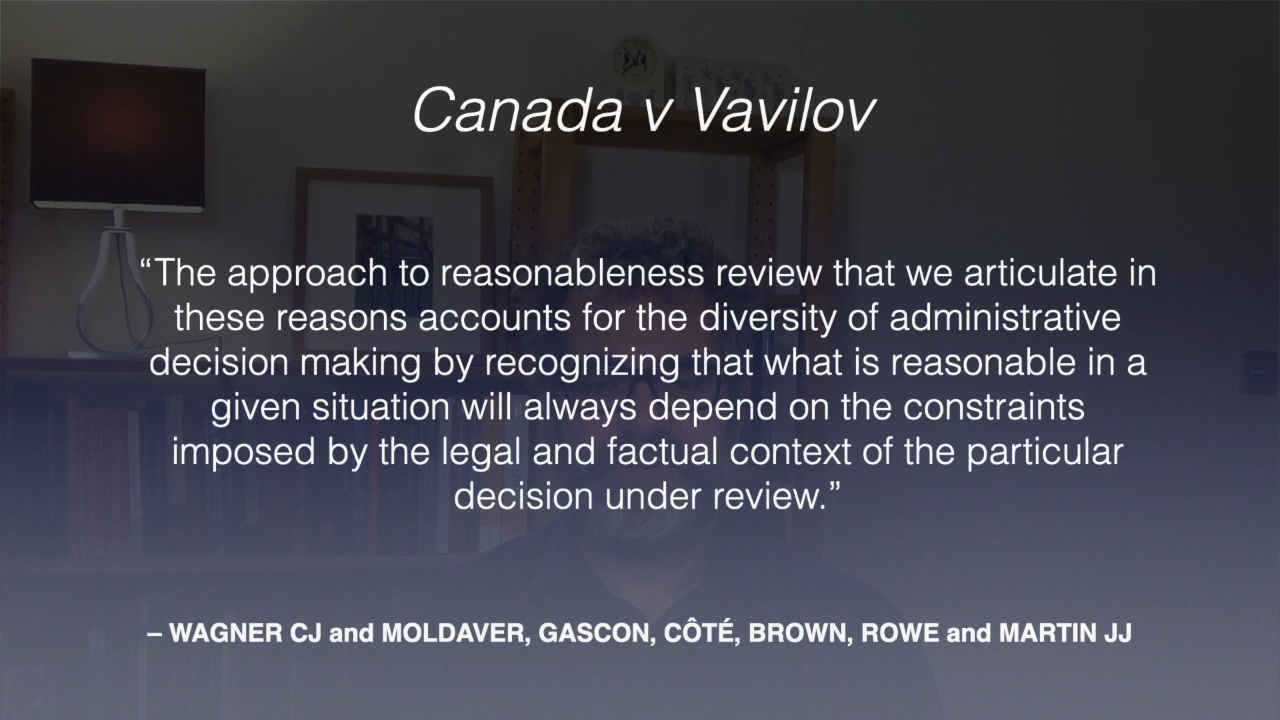 Canada v Vavilov
“The approach to reasonableness review that we articulate in
these reasons accounts for the diversity of administrative
decision making by recognizing that what is reasonable in a
given situation will always depend on the constraints
imposed by the legal and factual context of the particular
decision under review.”
– WAGNER CJ and MOLDAVER, GASCON, CÔTÉ, BROWN, ROWE and MARTIN JJ